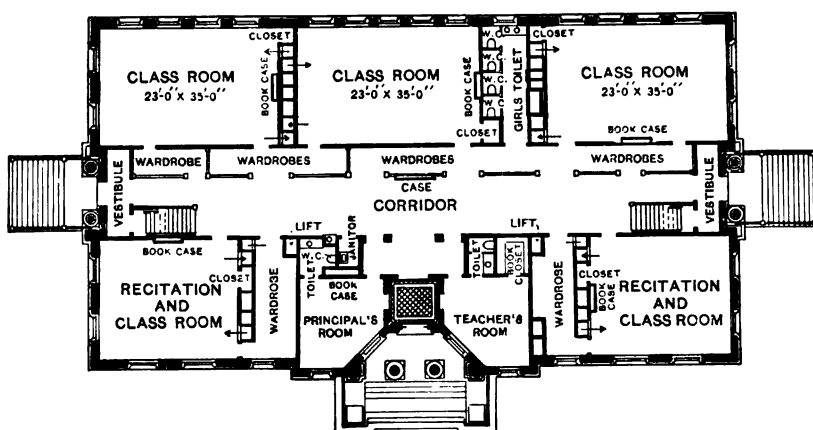 CLOSET
CLASS ROOM
23'-0" X 35'-0"
BOOK CASE
CLASS ROOM
23'-0" X 35'-0"
BOOK CASE
W.C.
W.C.
W.C.
W.C.
CLOSET
GIRLS TOILET
CLOSET
CLASS ROOM
23'-0" X 35'-0"
BOOK CASE
VESTIBULE
WARDROBE
WARDROBES
WARDROBES
CASE
WARDROBES
VESTIBULE
CORRIDOR
LIFT
LIFT
BOOK CASE
CLOSET
RECITATION
AND
CLASS ROOM
WARDROBE
TOILET
W.C.
JANITOR
BOOK
CASE
PRINCIPAL'S
ROOM
TOILET
BOOK
CLOSET
TEACHER'S
ROOM
WARDROBE
CLOSET
BOOK
CASE
RECITATION
AND
CLASS ROOM